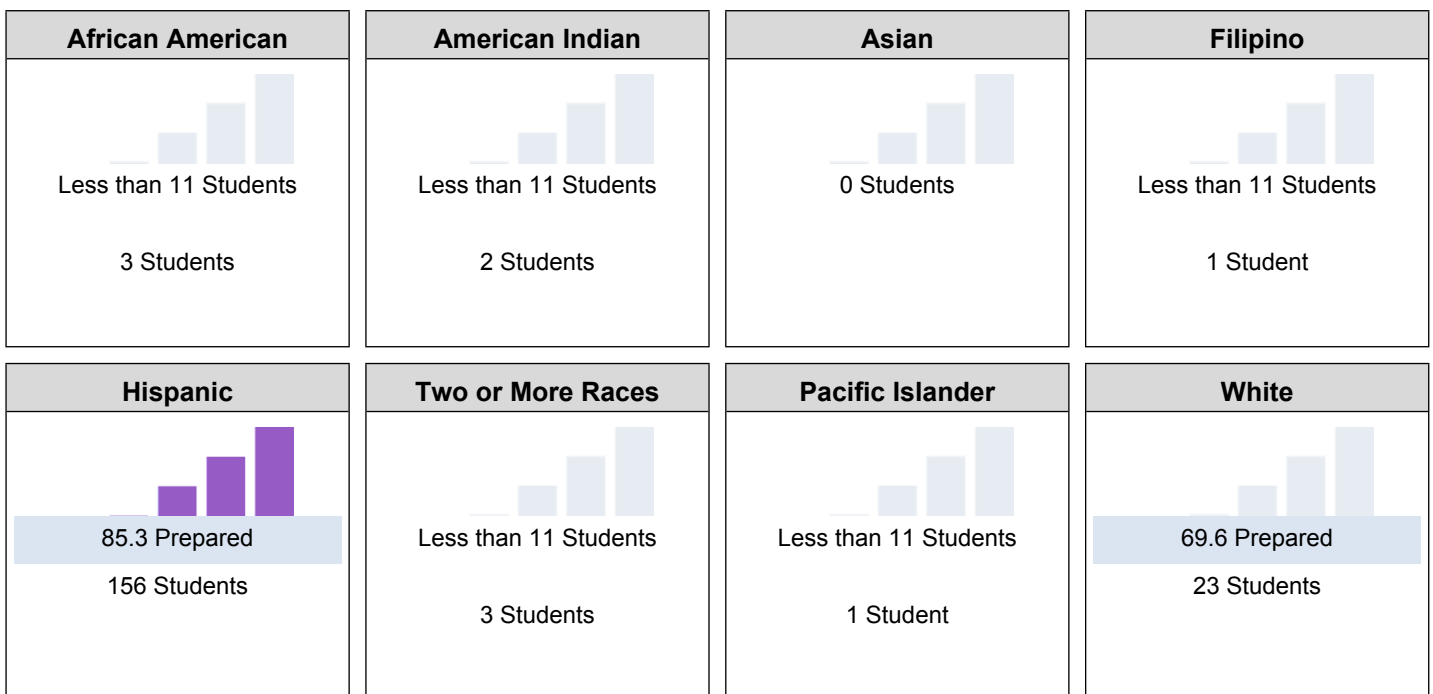 African American
Less than 11 Students
3 Students
American Indian
Less than 11 Students
2 Students
Asian
0 Students
Filipino
Less than 11 Students
1 Student
Hispanic
85.3 Prepared
156 Students
Two or More Races
Less than 11 Students
3 Students
Pacific Islander
Less than 11 Students
1 Student
White
69.6 Prepared
23 Students